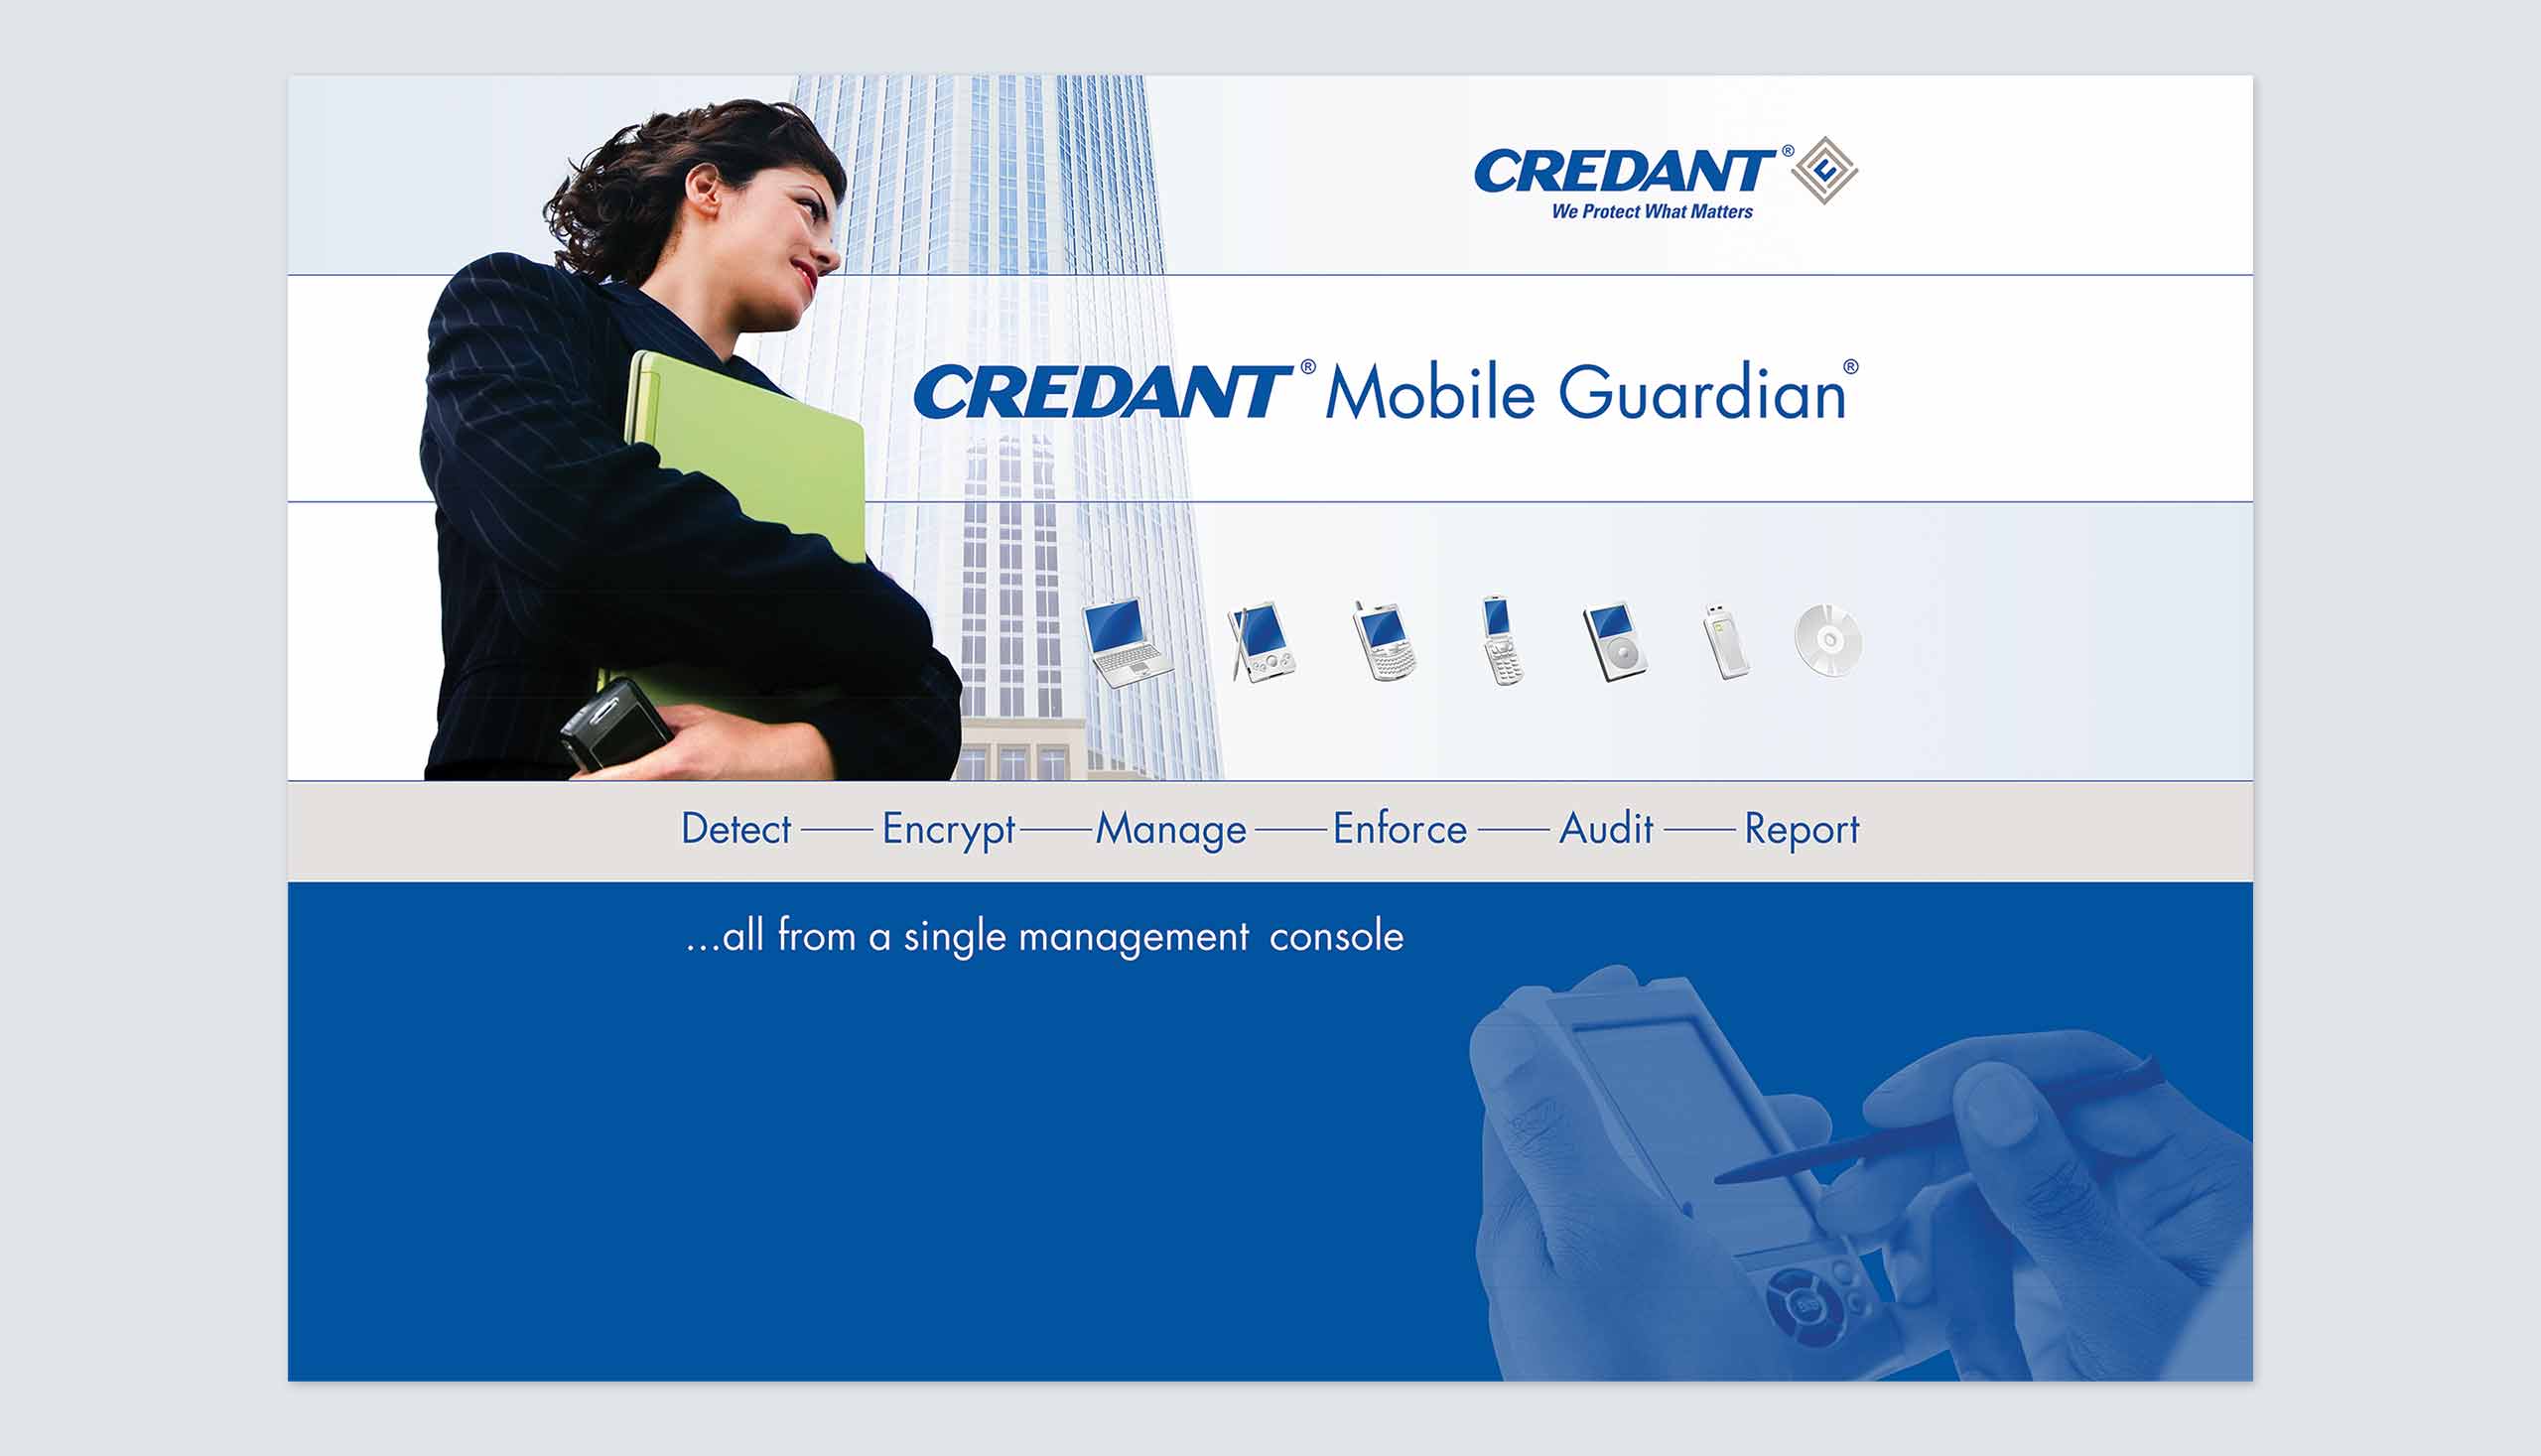 CREDANT®
We Protect What Matters
CREDANT® Mobile Guardian®
Detect — Encrypt — Manage — Enforce — Audit — Report
...all from a single management console